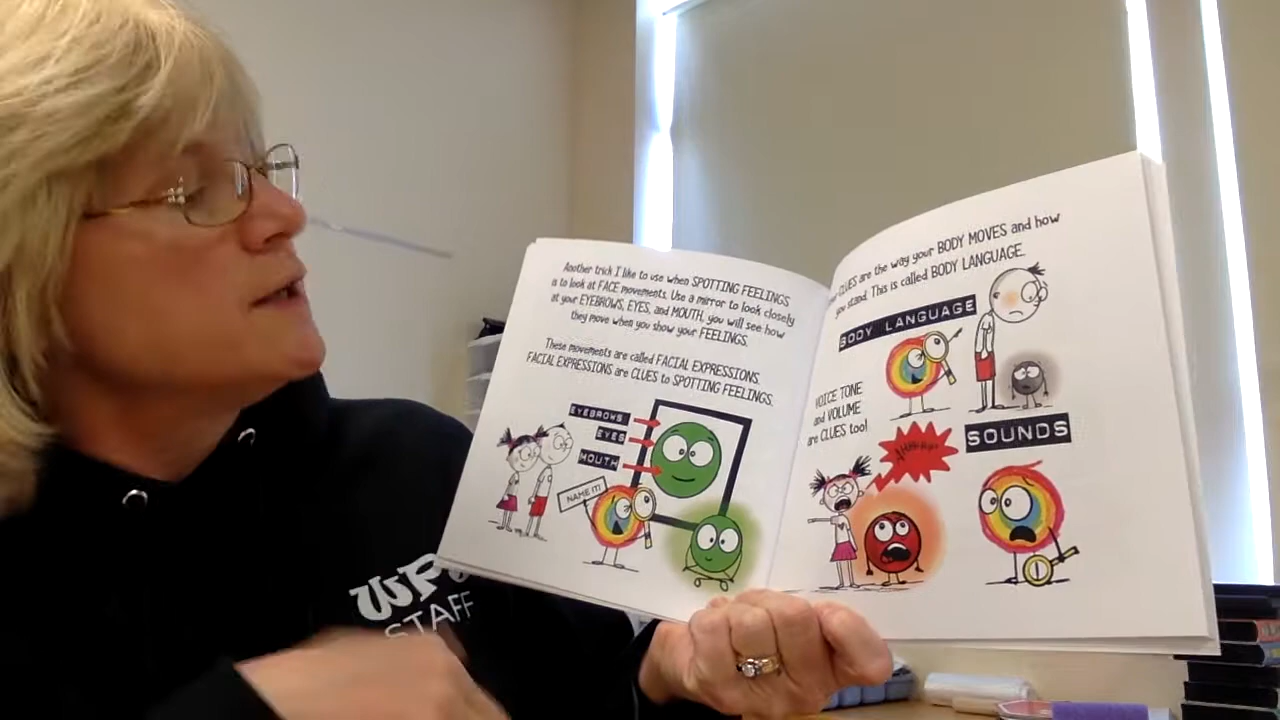 Another trick I like to use when SPOTTING FEELINGS
is to look at FACE movements. Use a mirror to look closely
at your EYEBROWS, EYES, and MOUTH, you will see how
they move when you show your FEELINGS.
These movements are called FACIAL EXPRESSIONS.
FACIAL EXPRESSIONS are CLUES to SPOTTING FEELINGS.
EYEBROWS
EYES
MOUTH
NAME IT!
CLUES are the way your BODY MOVES and how
you stand. This is called BODY LANGUAGE.
BODY LANGUAGE
VOICE TONE
and VOLUME
are CLUES too!
SOUNDS
STAFF